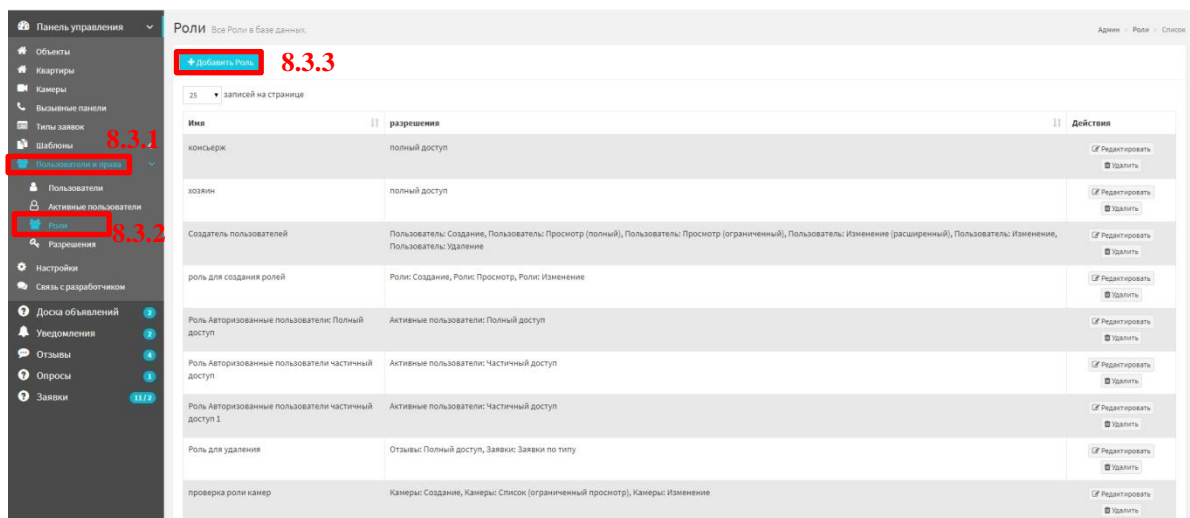 Панель управления
Объекты
Квартиры
Камеры
Вызывные панели
Типы заявок
Шаблоны
8.3.1
Пользователи и права
Пользователи
Активные пользователи
Роли
8.3.2
Разрешения
Настройки
Связь с разработчиком
Доска объявлений 2
Уведомления 2
Отзывы 4
Опросы 1
Заявки 11/2
Роли Все Роли в базе данных.
Админ > Роли > Список
+ Добавить Роль
8.3.3
25 записей на странице
Имя разрешения Действия
консьерж полный доступ Редактировать
Удалить
хозяин полный доступ Редактировать
Удалить
Создатель пользователей Пользователь: Создание, Пользователь: Просмотр (полный), Пользователь: Просмотр (ограниченный), Пользователь: Изменение (расширенный), Пользователь: Изменение, Редактировать
Пользователь: Удаление Удалить
роль для создания ролей Роли: Создание, Роли: Просмотр, Роли: Изменение Редактировать
Удалить
Роль Авторизованные пользователи: Полный Активные пользователи: Полный доступ Редактировать
доступ Удалить
Роль Авторизованные пользователи частичный Активные пользователи: Частичный доступ Редактировать
доступ Удалить
Роль Авторизованные пользователи частичный Активные пользователи: Частичный доступ Редактировать
доступ 1 Удалить
Роль для удаления Отзывы: Полный доступ, Заявки: Заявки по типу Редактировать
Удалить
проверка роли камер Камеры: Создание, Камеры: Список (ограниченный просмотр), Камеры: Изменение Редактировать
Удалить